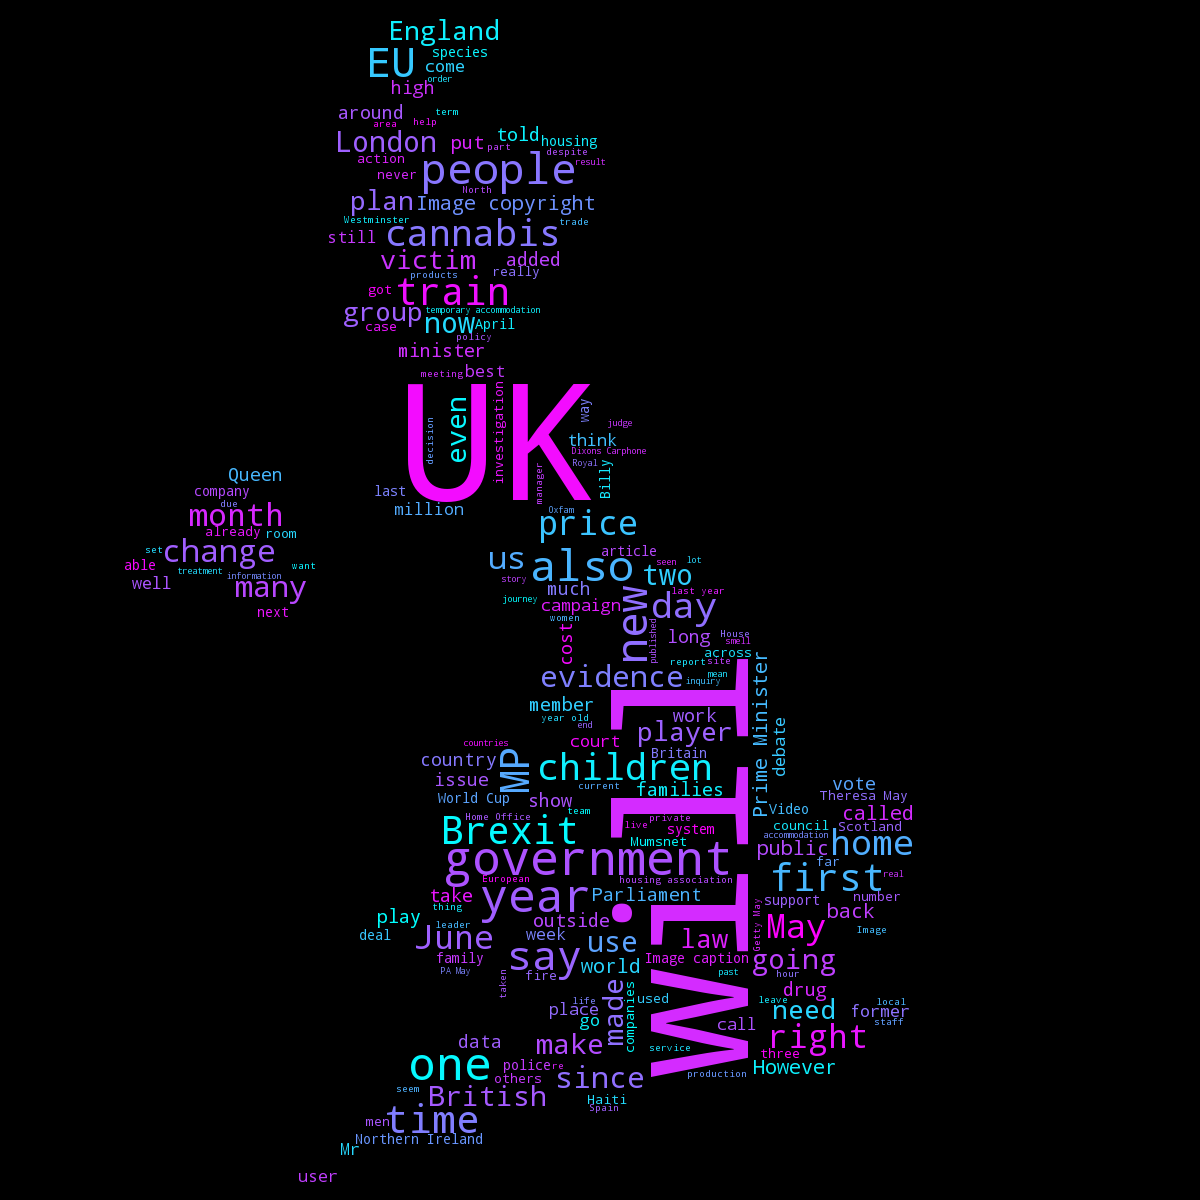 England
EU
species
come
order
high
around
term
area
help
London
put
part
told
housing
despite
action
result
people
never
North
plan
Image copyright
Westminster
trade
still
cannabis
victim
added
really
products
got
train
group
temporary accommodation
now
April
case
policy
minister
meeting
best
UK
even
decision
investigation
way
judge
think
Dixons Carphone
Royal
Billy
manager
Queen
company
due
month
already
room
set
change
able
treatment
want
well
information
many
next
last
million
Oxfam
price
us
also
article
seen
lot
story
two
much
last year
journey
campaign
new
day
women
cost
published
long
House
smell
across
report
site
evidence
mean
inquiry
member
year old
end
work
player
Prime Minister
debate
court
Britain
countries
country
MP
children
issue
current
families
will
World Cup
show
team
private
live
system
Home Office
Brexit
Mumsnet
vote
Theresa May
Video
called
council
Scotland
accommodation
public
home
far
government
European
housing association
first
real
take
year
Parliament
support
number
thing
play
outside
back
leader
deal
June
week
use
law
May
Getty May
Image
family
say
Image caption
going
PA May
fire
world
past
hour
taken
made
companies
used
drug
leave
life
place
go
need
local
former
staff
call
right
data
make
service
three
one
police
re
others
since
production
However
seem
British
Haiti
Spain
men
time
Northern Ireland
Mr
user